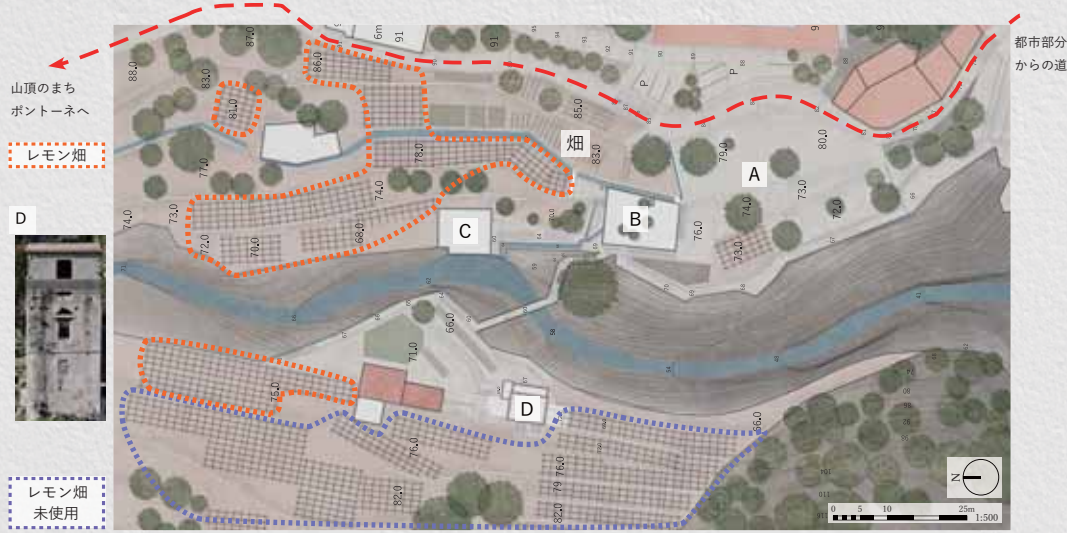 山頂のまち
ポントーネへ
都市部分
からの道
レモン畑
D
レモン畑
未使用
88.0
87.0
6m
91
91
86.0
83.0
81.0
85.0
P
P
80.0
畑
83.0
79.0
A
78.0
77.0
74.0
73.0
74.0
73.0
74.0
72.0
72.0
70.0
68.0
C
B
76.0
73.0
66.0
71.0
75.0
D
66.0
76.0
76.0
79
82.0
82.0
N
0 5 10 25m
1:500